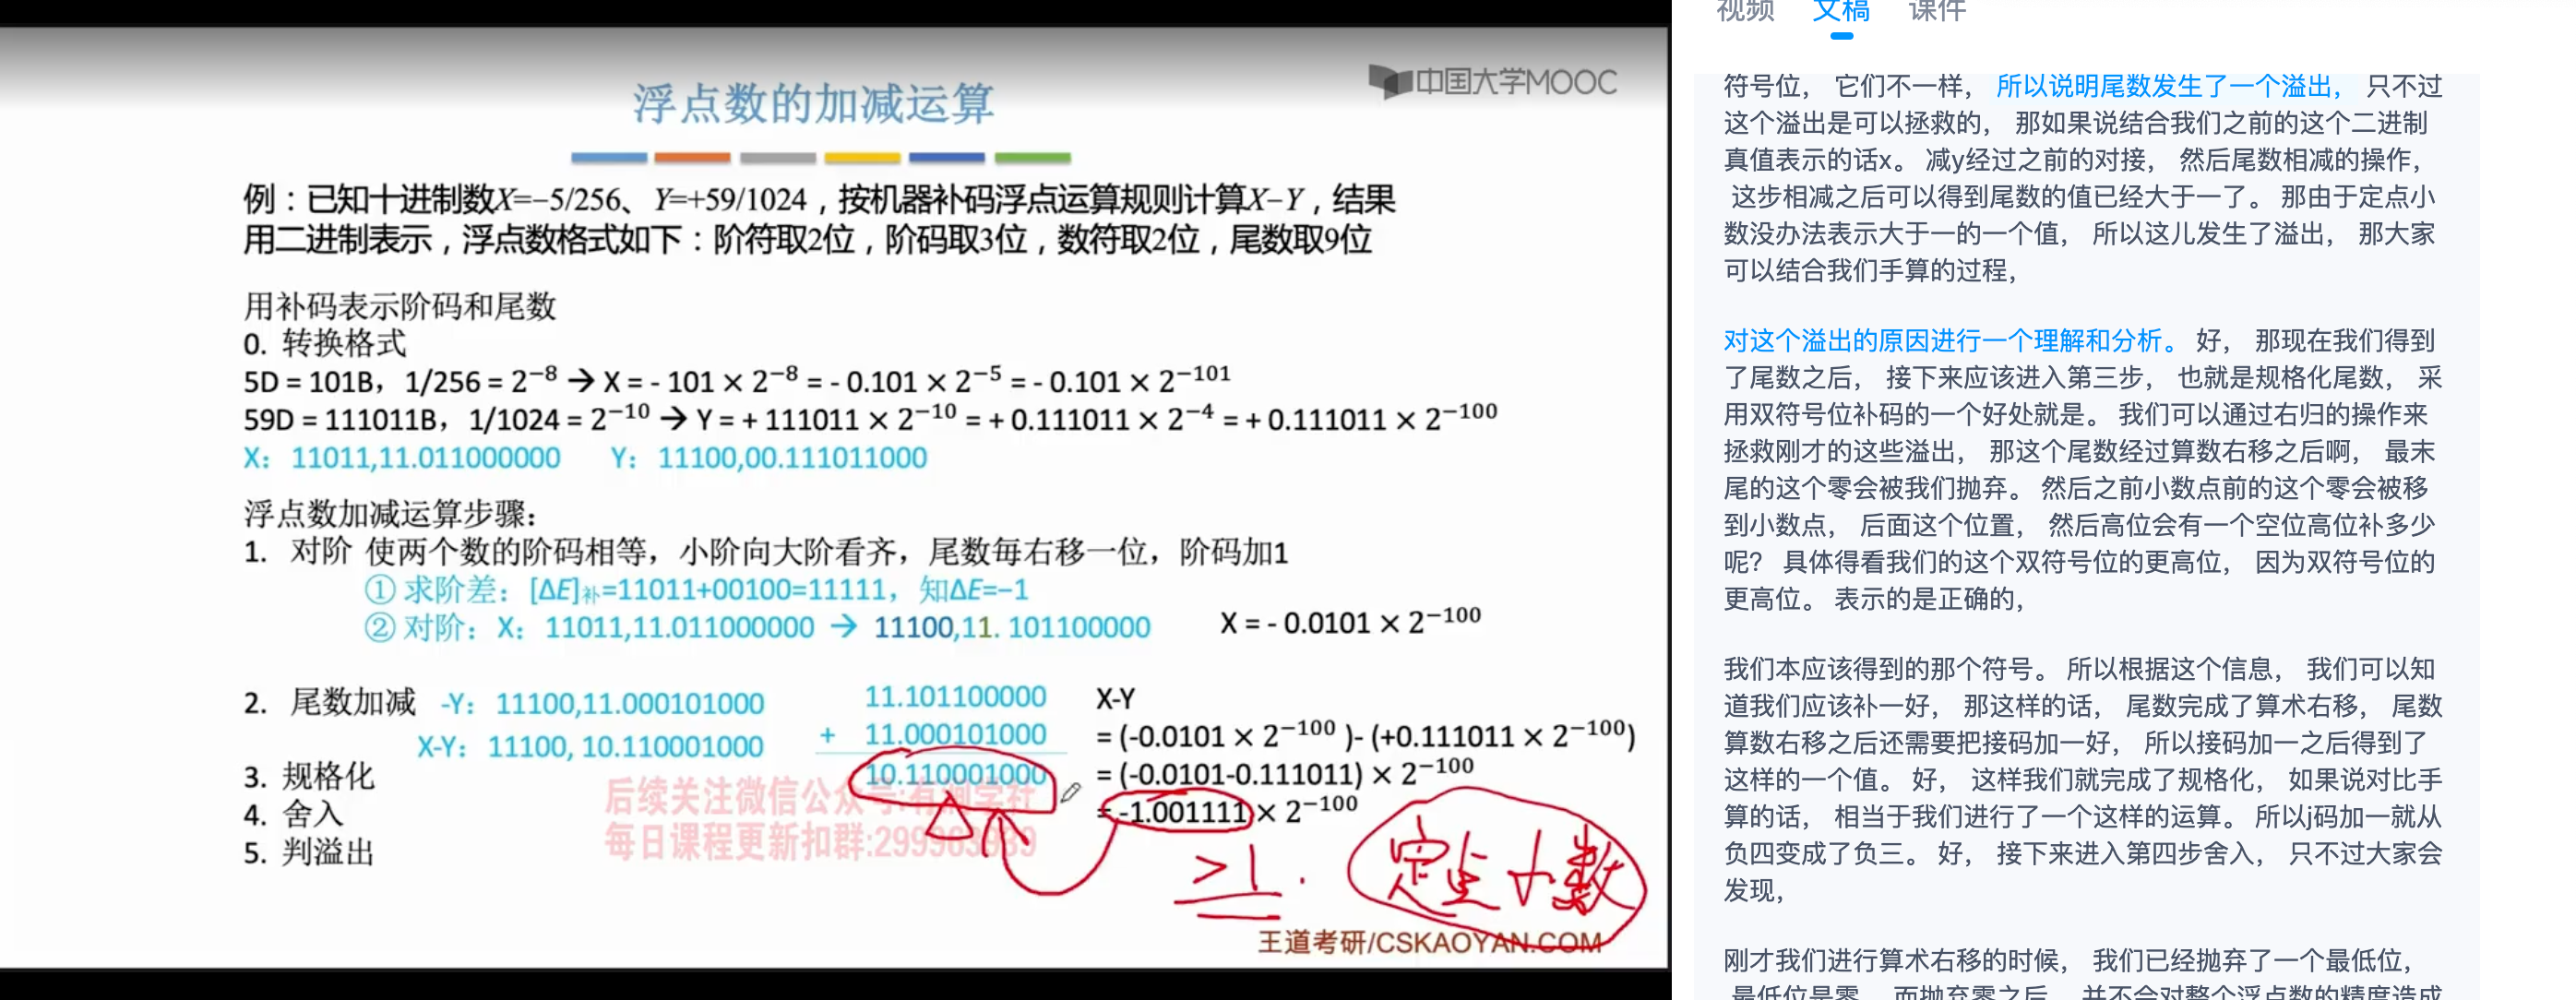 中国大学MOOC
浮点数的加减运算
例：已知十进制数X=−5/256、Y=+59/1024，按机器补码浮点运算规则计算X−Y，结果
用二进制表示，浮点数格式如下：阶符取2位，阶码取3位，数符取2位，尾数取9位
用补码表示阶码和尾数
0. 转换格式
5D = 101B，1/256 = 2⁻⁸ → X = - 101 × 2⁻⁸ = - 0.101 × 2⁻⁵ = - 0.101 × 2⁻¹⁰¹
59D = 111011B，1/1024 = 2⁻¹⁰ → Y = + 111011 × 2⁻¹⁰ = + 0.111011 × 2⁻⁴ = + 0.111011 × 2⁻¹⁰⁰
X： 11011,11.011000000 Y： 11100,00.111011000
浮点数加减运算步骤：
1. 对阶 使两个数的阶码相等，小阶向大阶看齐，尾数每右移一位，阶码加1
① 求阶差：[ΔE]补=11011+00100=11111，知ΔE=−1
② 对阶：X： 11011,11.011000000 → 11100,11. 101100000 X = - 0.0101 × 2⁻¹⁰⁰
2. 尾数加减 -Y： 11100,11.000101000
X-Y： 11100, 10.110001000
3. 规格化
4. 舍入
5. 判溢出
11.101100000
+ 11.000101000
10.110001000
X-Y
= (-0.0101 × 2⁻¹⁰⁰ )- (+0.111011 × 2⁻¹⁰⁰)
= (-0.0101-0.111011) × 2⁻¹⁰⁰
= -1.001111 × 2⁻¹⁰⁰
>1
定点小数
后续关注微信公众号:有
每日课程更新扣群:299903939
王道考研/CSKAOYAN.COM
视频 文稿 课件
符号位， 它们不一样， 所以说明尾数发生了一个溢出， 只不过
这个溢出是可以拯救的， 那如果说结合我们之前的这个二进制
真值表示的话x。 减y经过之前的对接， 然后尾数相减的操作，
这步相减之后可以得到尾数的值已经大于一了。 那由于定点小
数没办法表示大于一的一个值， 所以这儿发生了溢出， 那大家
可以结合我们手算的过程，
对这个溢出的原因进行一个理解和分析。 好， 那现在我们得到
了尾数之后， 接下来应该进入第三步， 也就是规格化尾数， 采
用双符号位补码的一个好处就是。 我们可以通过右归的操作来
拯救刚才的这些溢出， 那这个尾数经过算数右移之后啊， 最末
尾的这个零会被我们抛弃。 然后之前小数点前的这个零会被移
到小数点， 后面这个位置， 然后高位会有一个空位高位补多少
呢？ 具体得看我们的这个双符号位的更高位， 因为双符号位的
更高位。 表示的是正确的，
我们本应该得到的那个符号。 所以根据这个信息， 我们可以知
道我们应该补一好， 那这样的话， 尾数完成了算术右移， 尾数
算数右移之后还需要把接码加一好， 所以接码加一之后得到了
这样的一个值。 好， 这样我们就完成了规格化， 如果说对比手
算的话， 相当于我们进行了一个这样的运算。 所以j码加一就从
负四变成了负三。 好， 接下来进入第四步舍入， 只不过大家会
发现，
刚才我们进行算术右移的时候， 我们已经抛弃了一个最低位，
最低位是零， 而抛弃零之后， 并不会对整个浮点数的精度造成